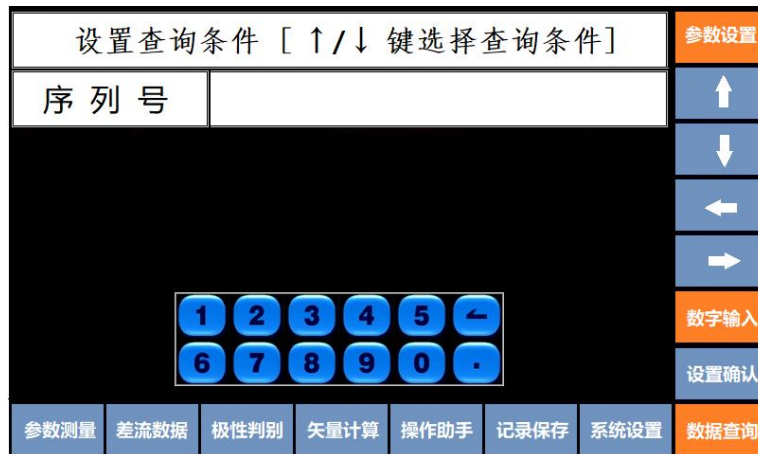 设置查询条件 [ ↑/↓ 键选择查询条件]
参数设置
序列号
数字输入
1 2 3 4 5
6 7 8 9 0 .
设置确认
参数测量 差流数据 极性判别 矢量计算 操作助手 记录保存 系统设置 数据查询